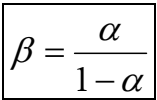 β = α / (1 − α)